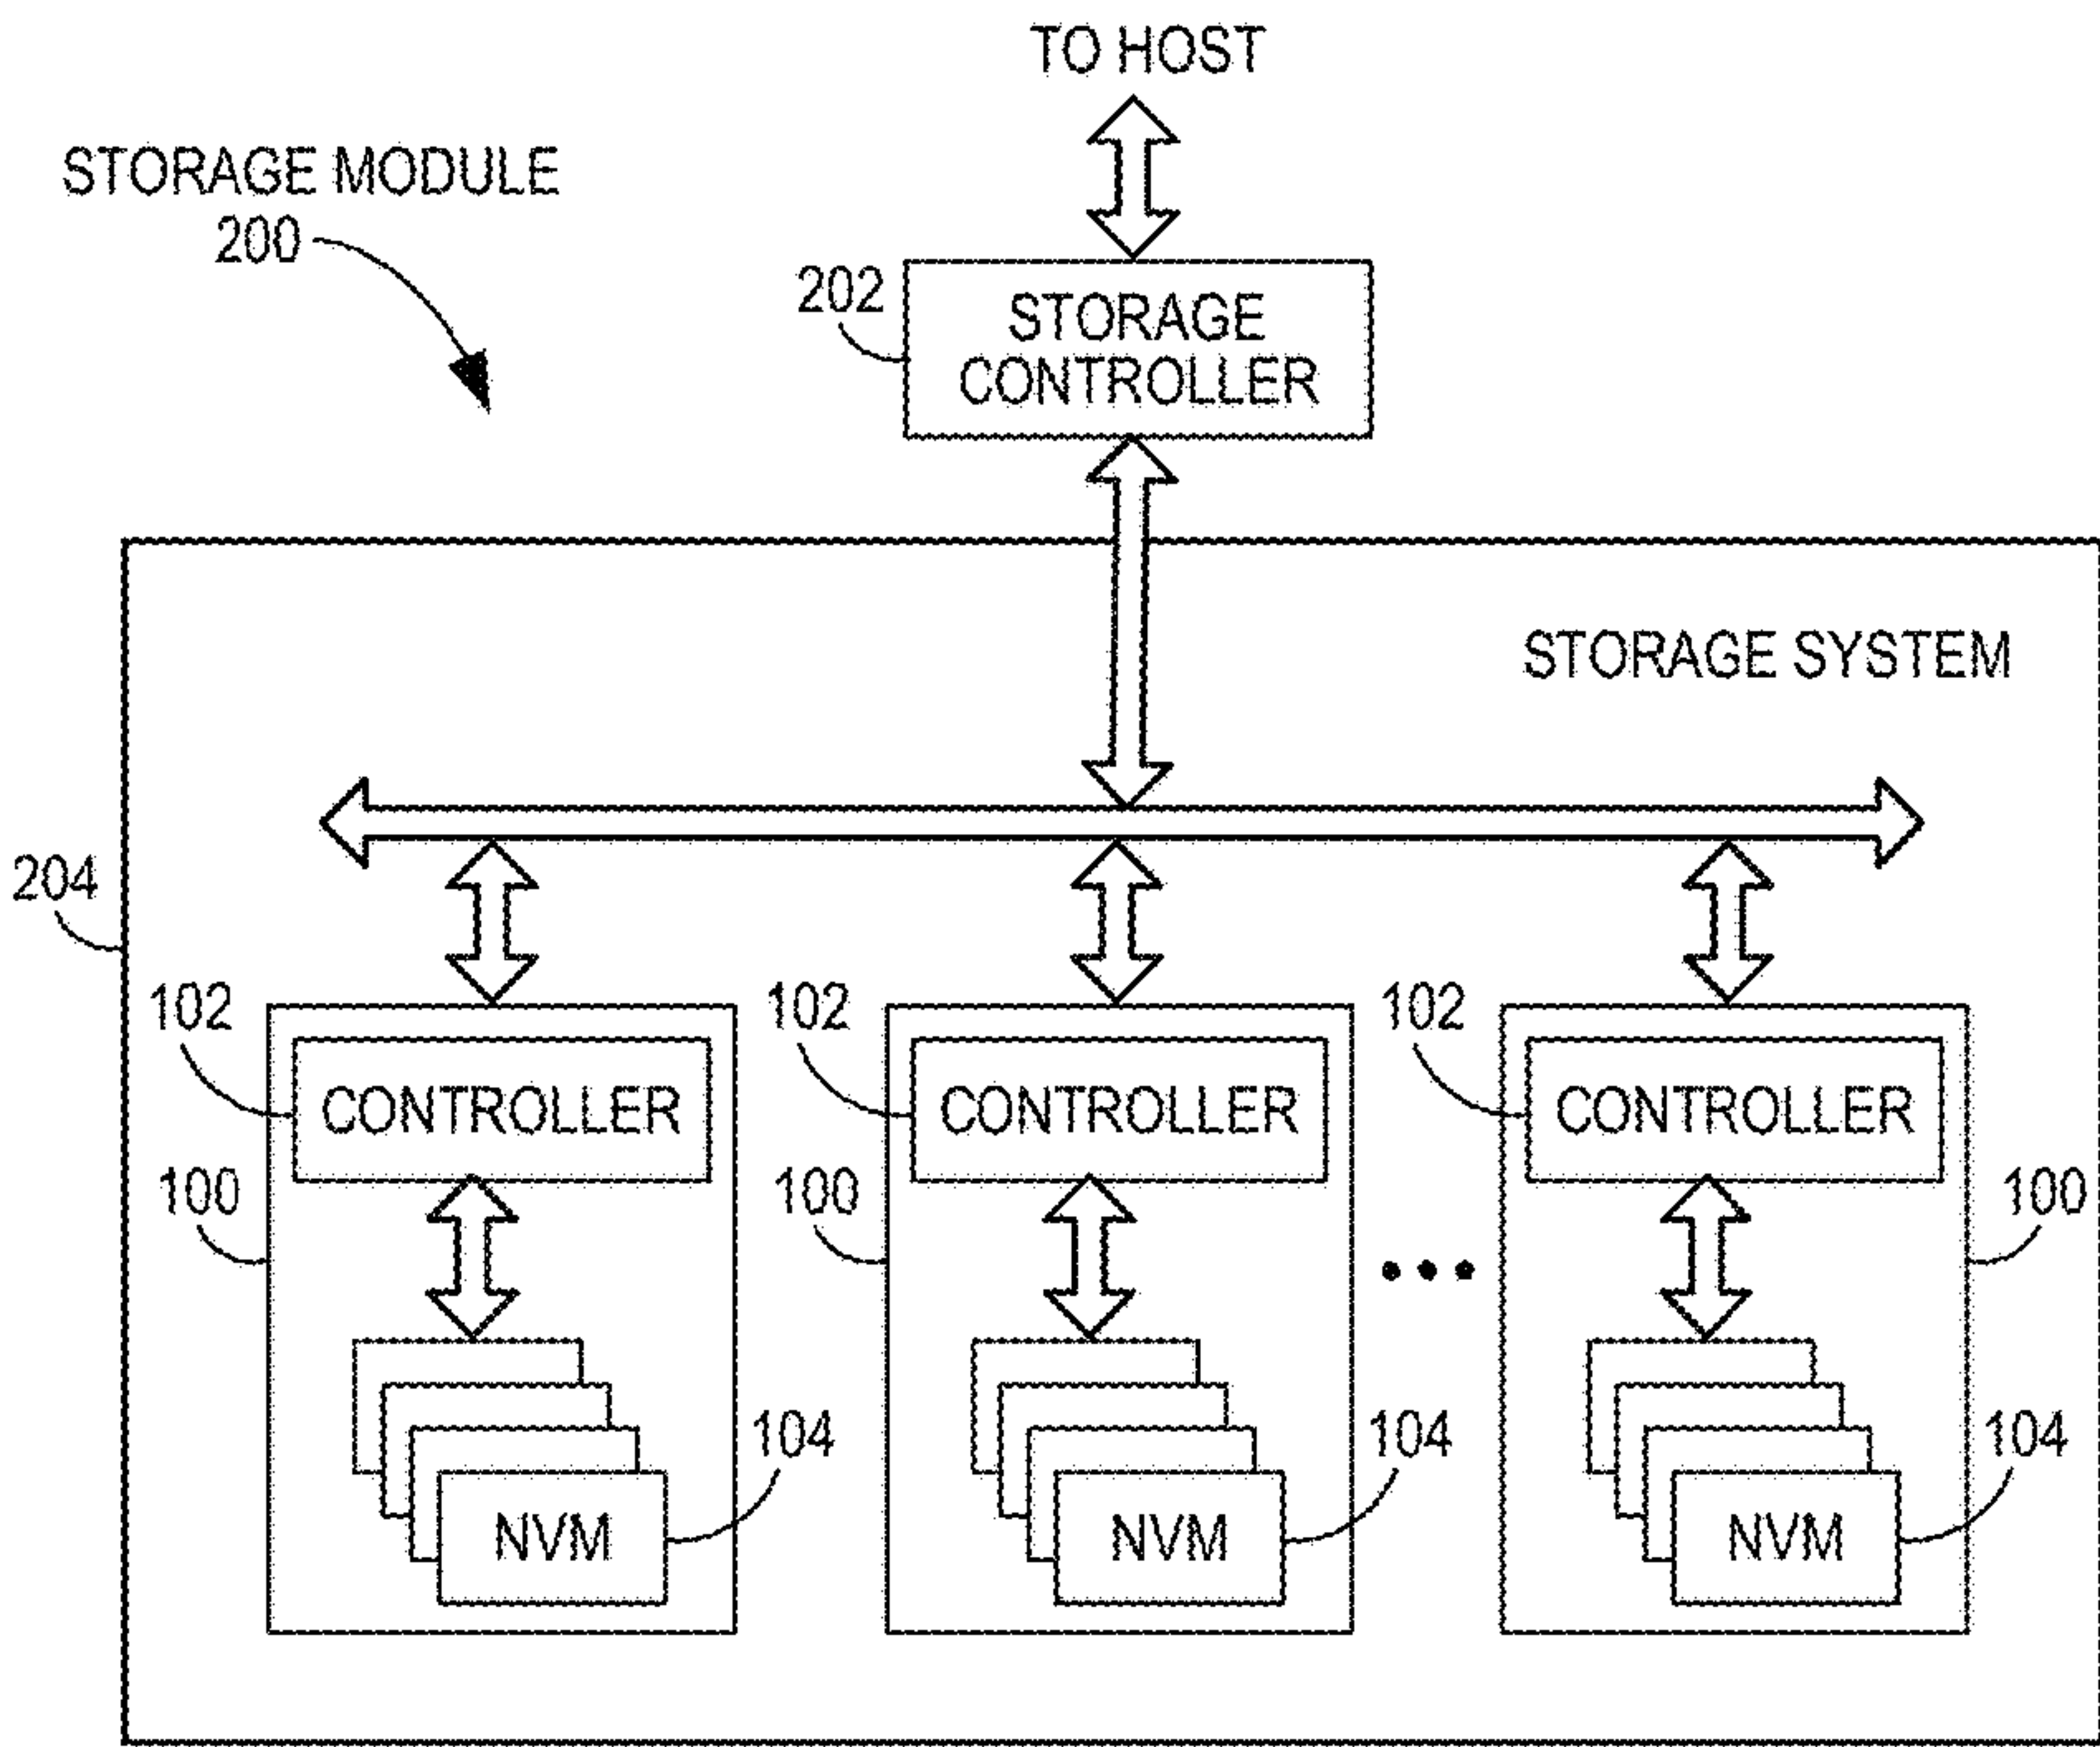 TO HOST
STORAGE MODULE
200
202
STORAGE
CONTROLLER
STORAGE SYSTEM
204
102
102
102
CONTROLLER
CONTROLLER
CONTROLLER
100
100
100
104
104
104
NVM
NVM
NVM